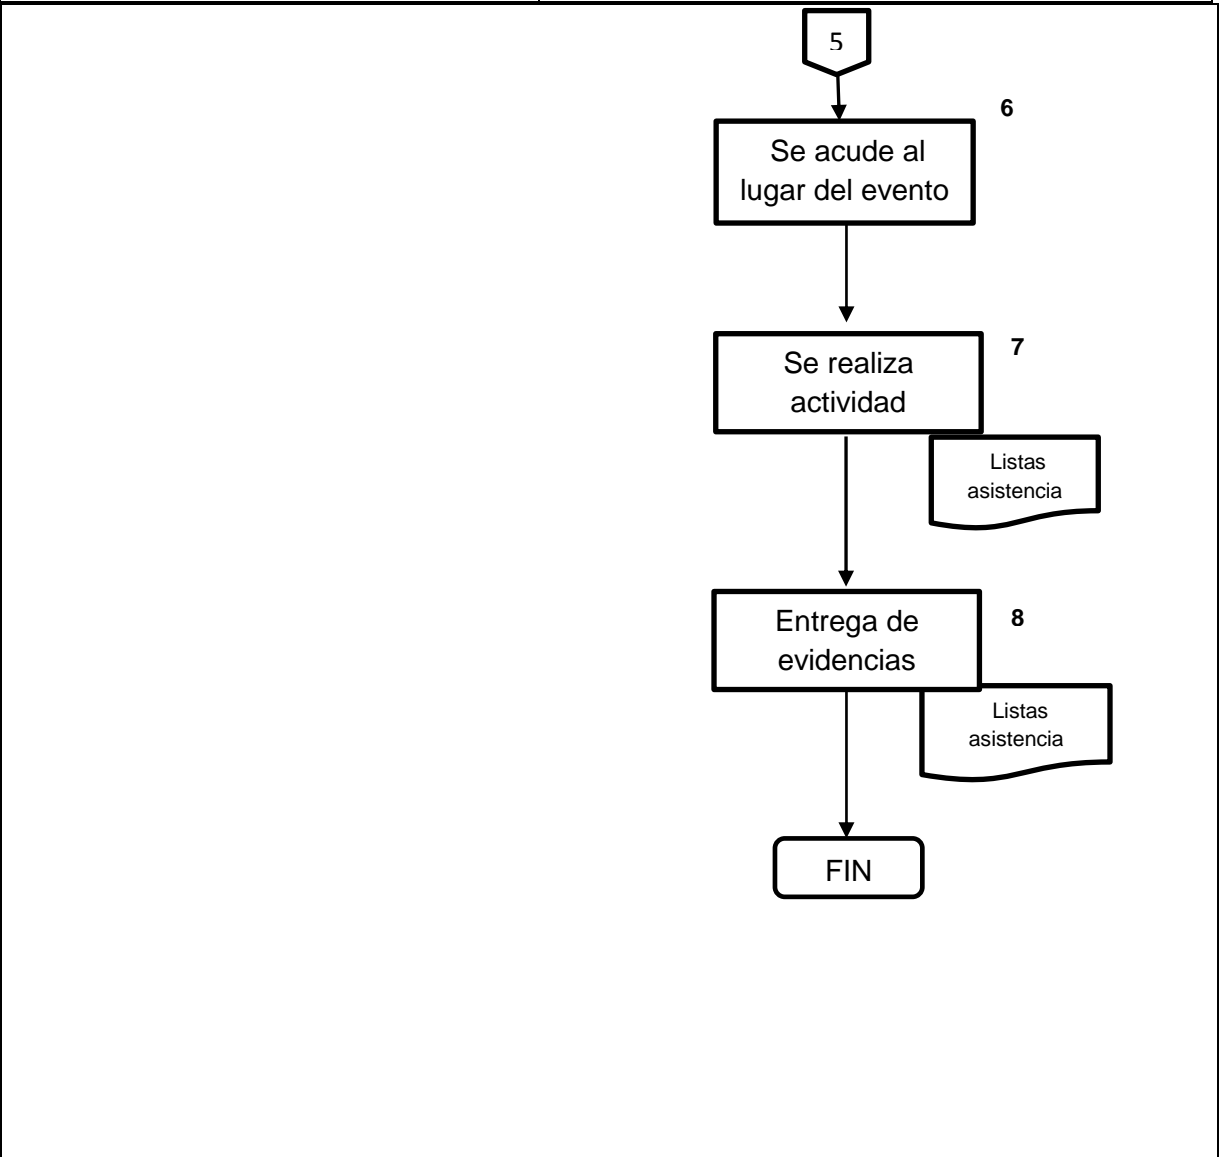 5
6
Se acude al
lugar del evento
7
Se realiza
actividad
Listas
asistencia
8
Entrega de
evidencias
Listas
asistencia
FIN